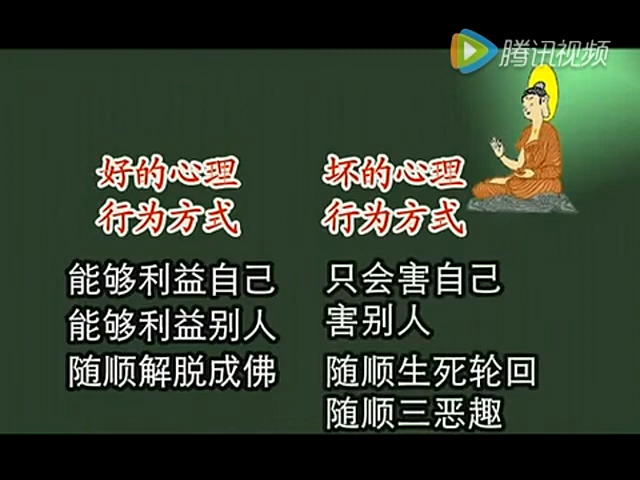 腾讯视频
好的心理
行为方式
能够利益自己
能够利益别人
随顺解脱成佛
坏的心理
行为方式
只会害自己
害别人
随顺生死轮回
随顺三恶趣